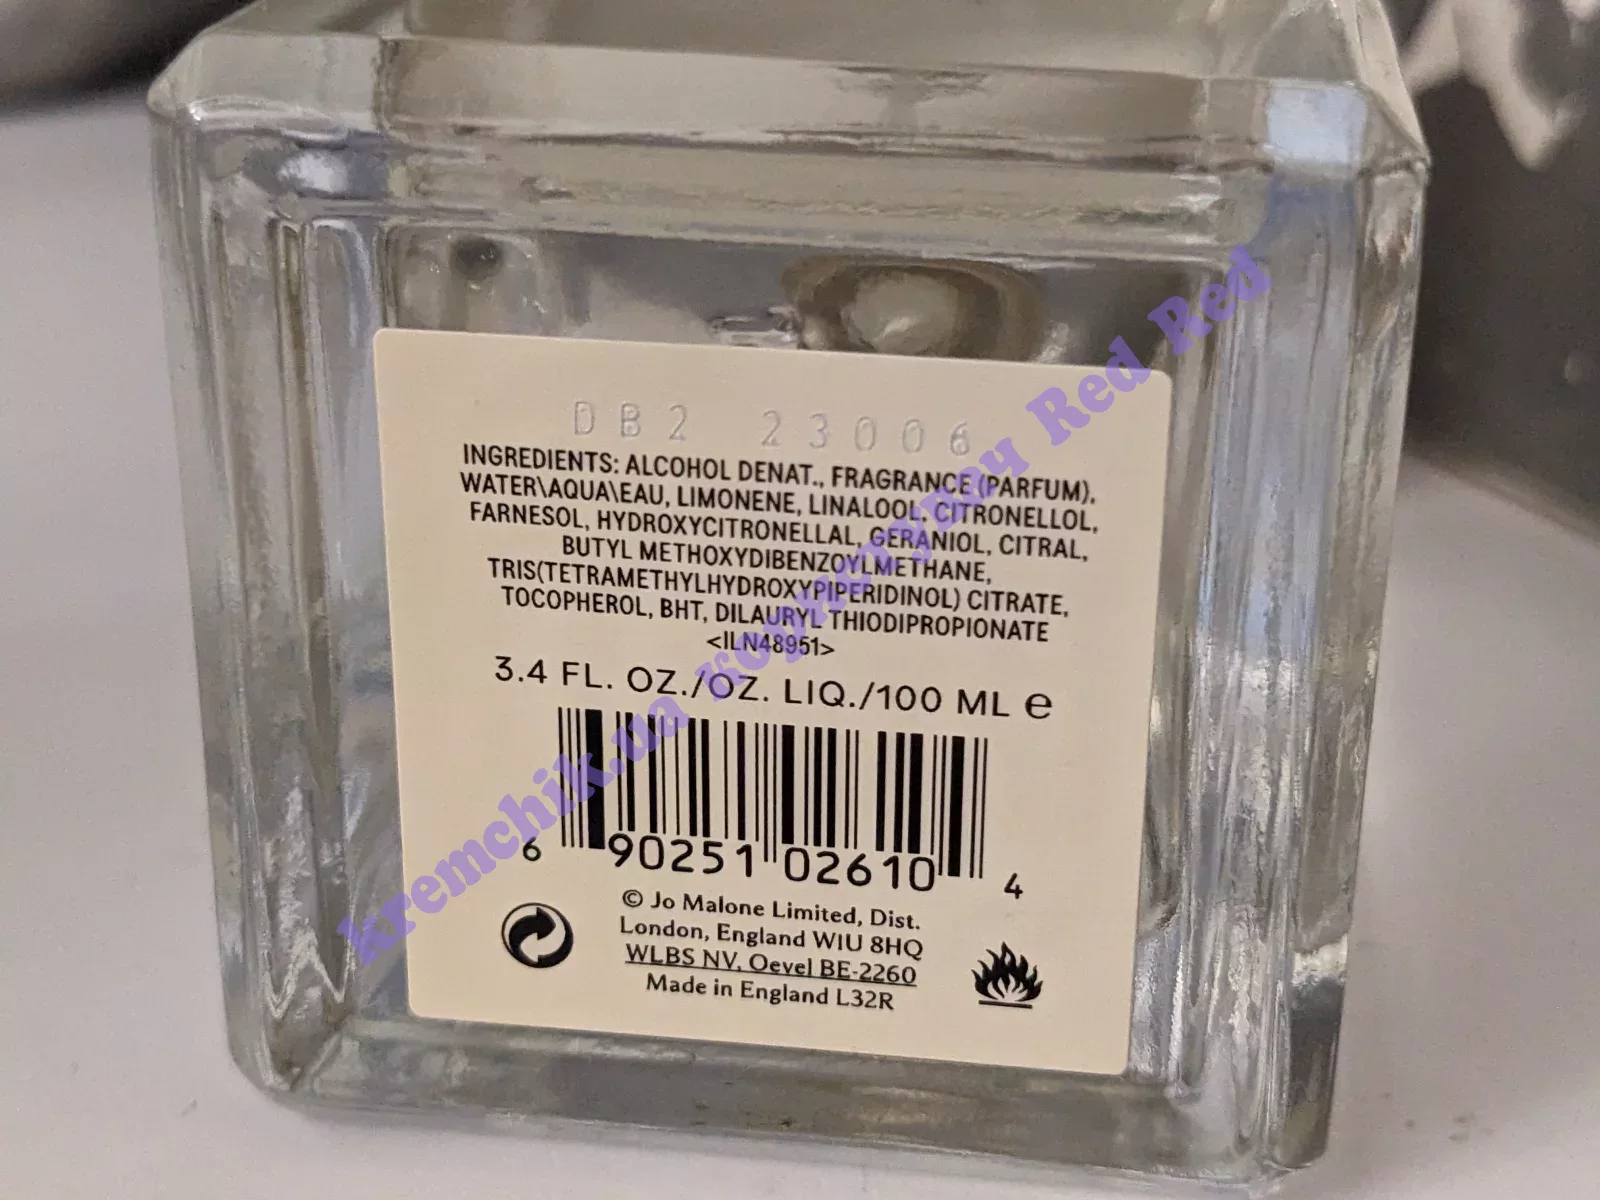 DB2 23006
INGREDIENTS: ALCOHOL DENAT., FRAGRANCE (PARFUM),
WATER\AQUA\EAU, LIMONENE, LINALOOL, CITRONELLOL,
FARNESOL, HYDROXYCITRONELLAL, GERANIOL, CITRAL,
BUTYL METHOXYDIBENZOYLMETHANE,
TRIS(TETRAMETHYLHYDROXYPIPERIDINOL) CITRATE,
TOCOPHEROL, BHT, DILAURYL THIODIPROPIONATE
<ILN48951>
3.4 FL. OZ./OZ. LIQ./100 ML e
6 90251 02610 4
© Jo Malone Limited, Dist.
London, England W1U 8HQ
WLBS NV, Oevel BE-2260
Made in England L32R
kremchik.ua Red Red